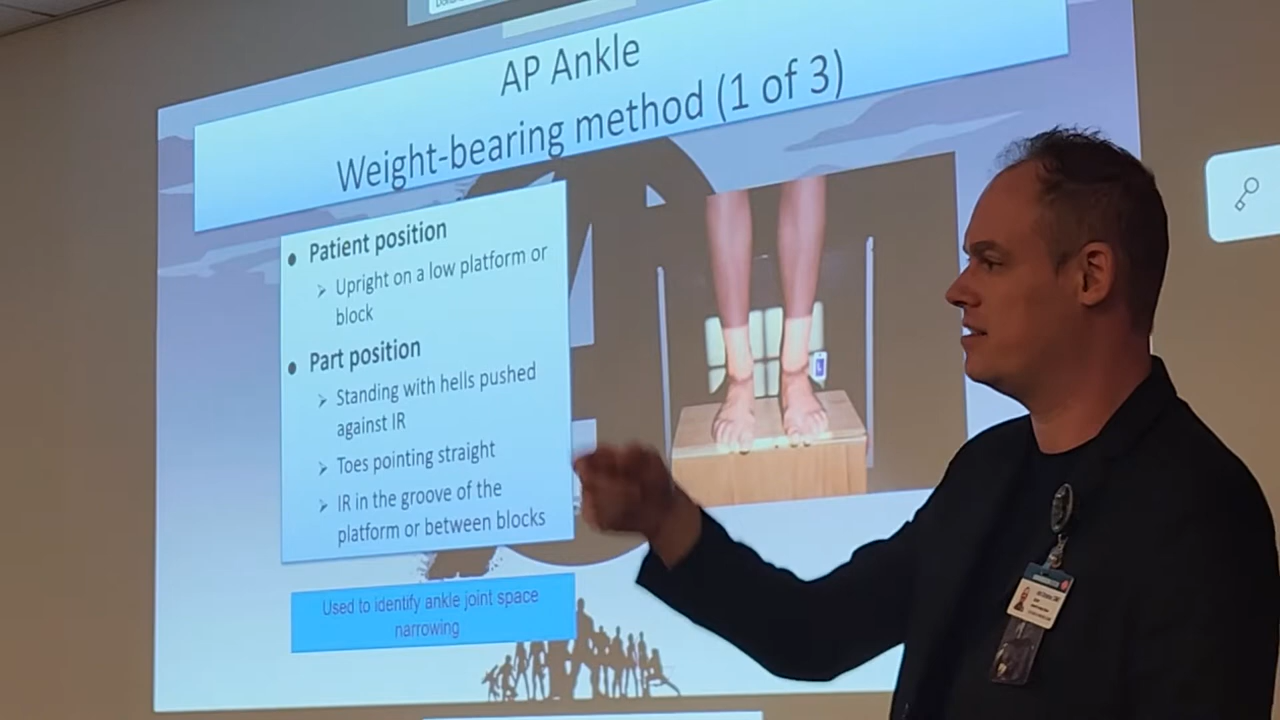 AP Ankle
Weight-bearing method (1 of 3)
• Patient position
➢ Upright on a low platform or
block
• Part position
➢ Standing with hells pushed
against IR
➢ Toes pointing straight
➢ IR in the groove of the
platform or between blocks
Used to identify ankle joint space
narrowing
L